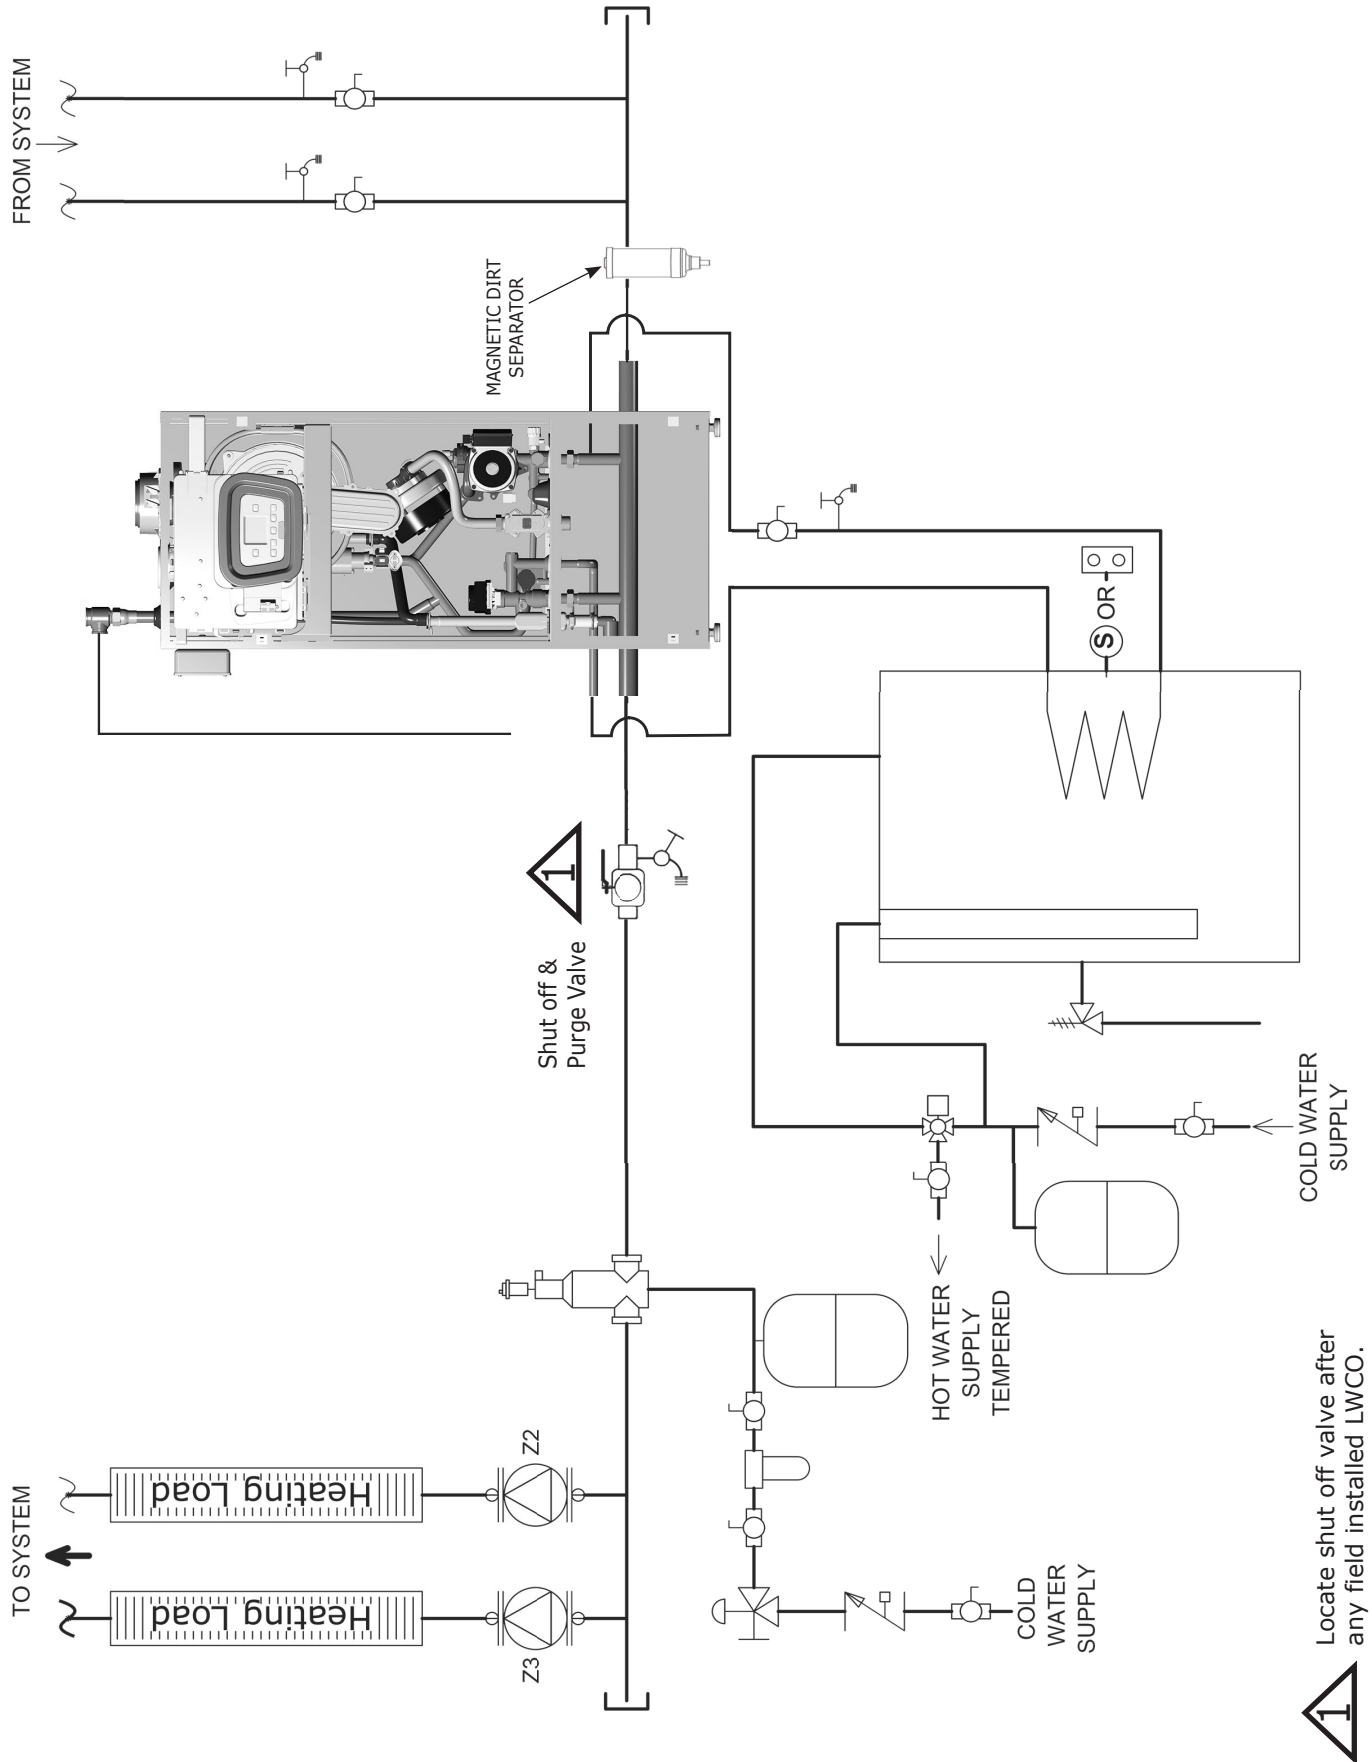 TO SYSTEM
FROM SYSTEM
Heating Load
Heating Load
Z3
Z2
Shut off &
Purge Valve
1
MAGNETIC DIRT
SEPARATOR
COLD
WATER
SUPPLY
HOT WATER
SUPPLY
TEMPERED
COLD WATER
SUPPLY
S OR
1
Locate shut off valve after
any field installed LWCO.